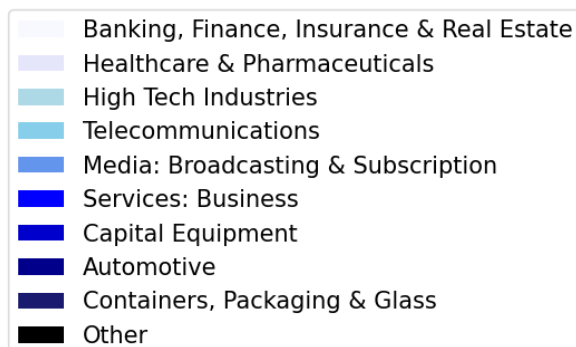 Banking, Finance, Insurance & Real Estate
Healthcare & Pharmaceuticals
High Tech Industries
Telecommunications
Media: Broadcasting & Subscription
Services: Business
Capital Equipment
Automotive
Containers, Packaging & Glass
Other